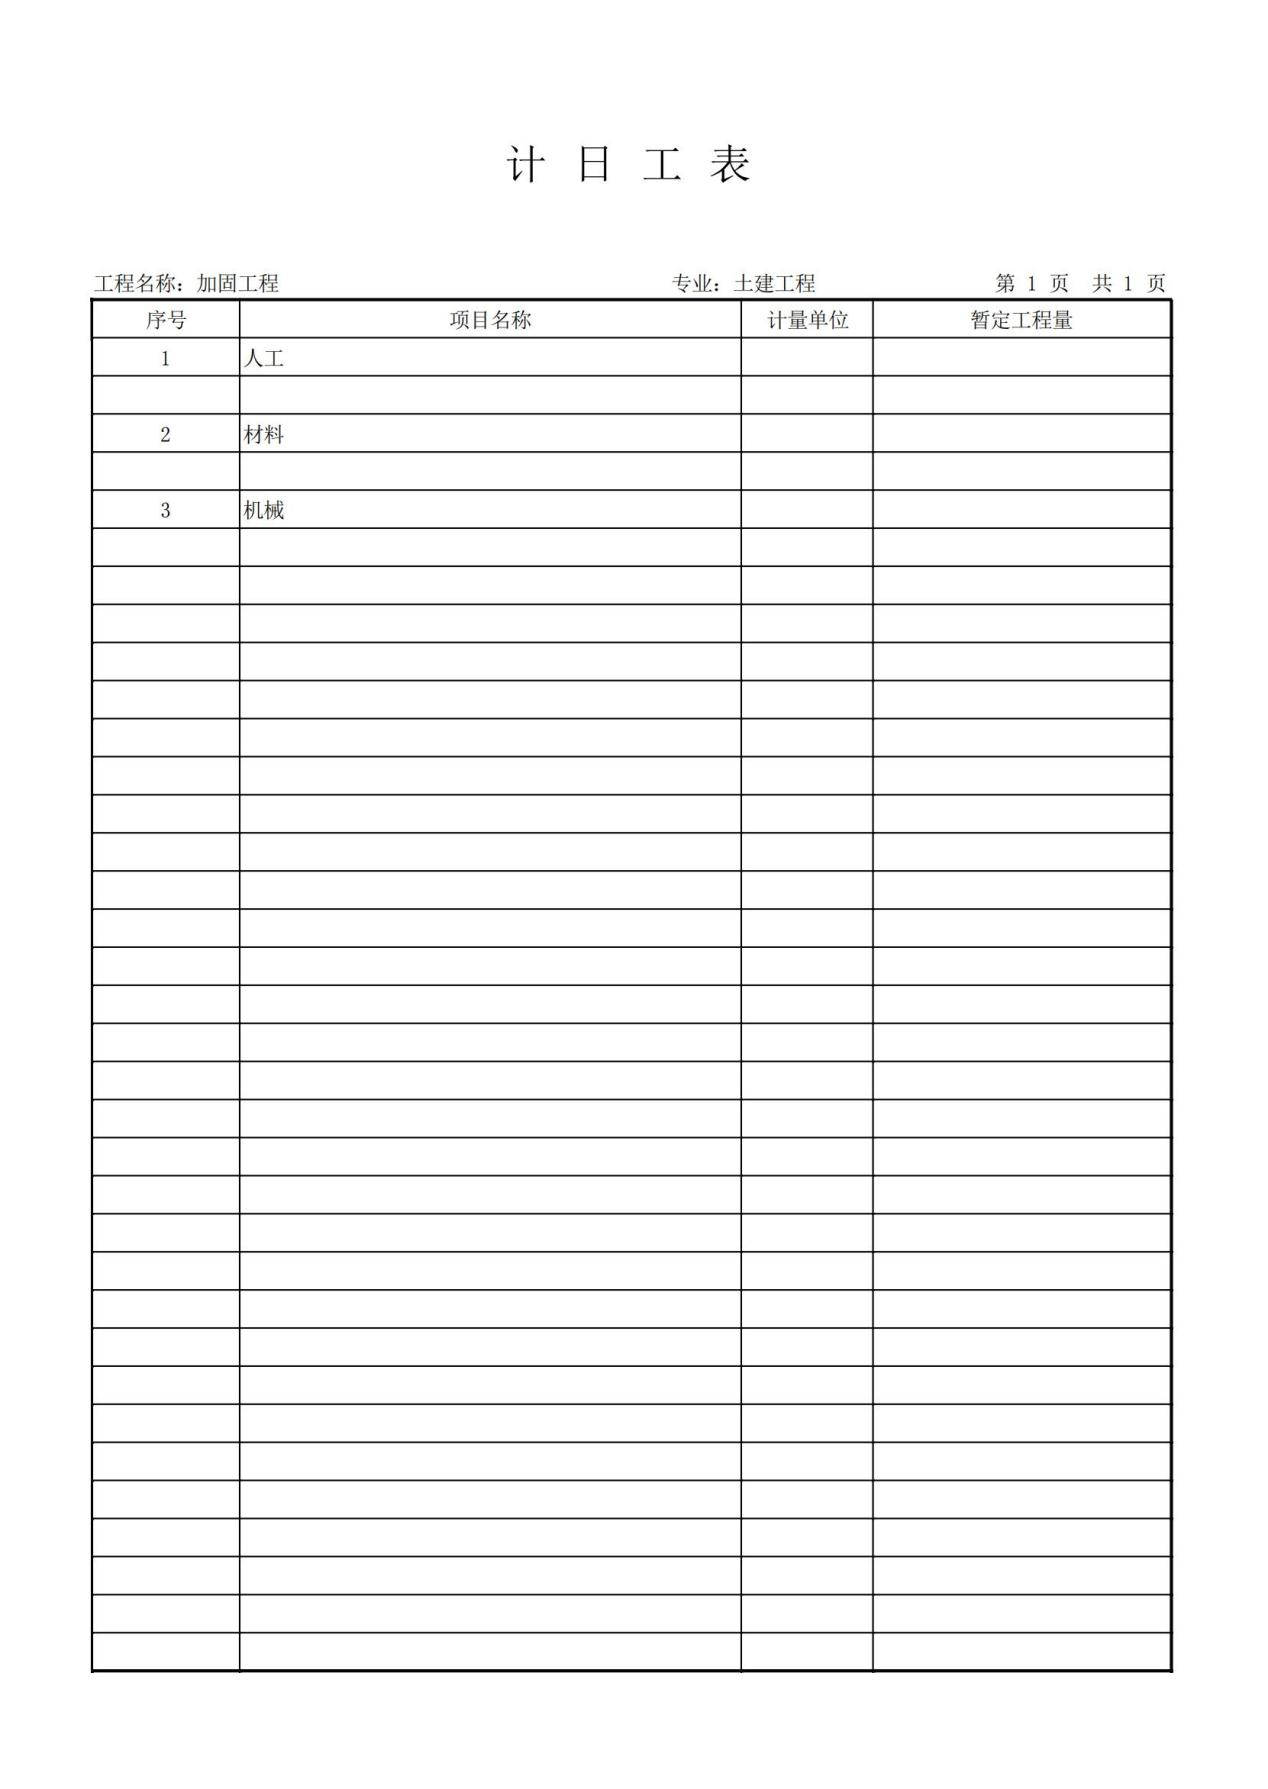 计 日 工 表
工程名称：加固工程 专业：土建工程 第 1 页 共 1 页
序号 项目名称 计量单位 暂定工程量
1 人工
2 材料
3 机械